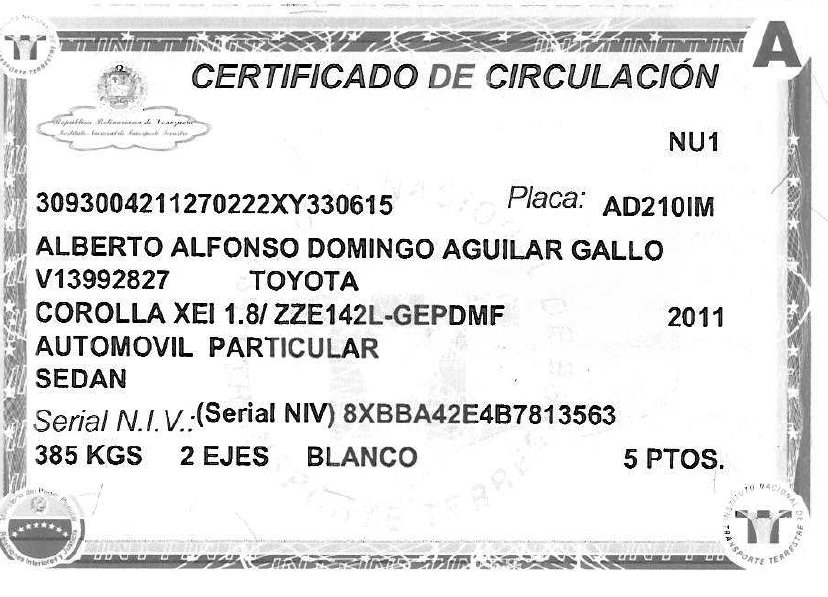 A
CERTIFICADO DE CIRCULACIÓN
República Bolivariana de Venezuela
Instituto Nacional de Transporte Terrestre
NU1
3093004211270222XY330615 Placa: AD210IM
ALBERTO ALFONSO DOMINGO AGUILAR GALLO
V13992827 TOYOTA
COROLLA XEI 1.8/ ZZE142L-GEPDMF 2011
AUTOMOVIL PARTICULAR
SEDAN
Serial N.I.V.:(Serial NIV) 8XBBA42E4B7813563
385 KGS 2 EJES BLANCO 5 PTOS.
INSTITUTO NACIONAL DE TRANSPORTE TERRESTRE